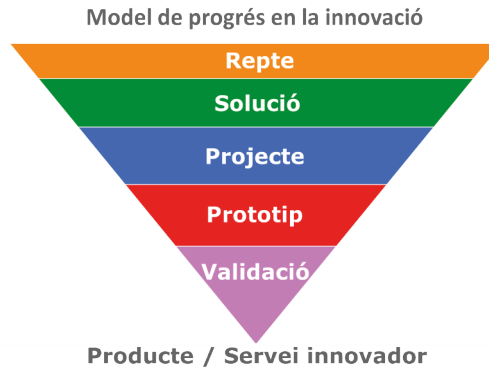 Model de progrés en la innovació
Repte
Solució
Projecte
Prototip
Validació
Producte / Servei innovador